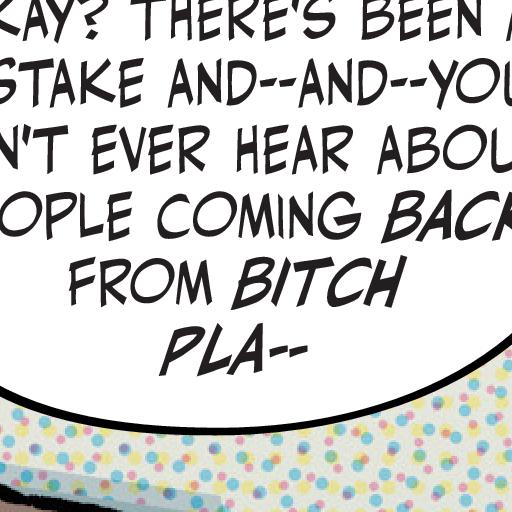 KAY? THERE'S BEEN
STAKE AND--AND--YOU
N'T EVER HEAR ABOU
OPLE COMING BACK
FROM BITCH
PLA--